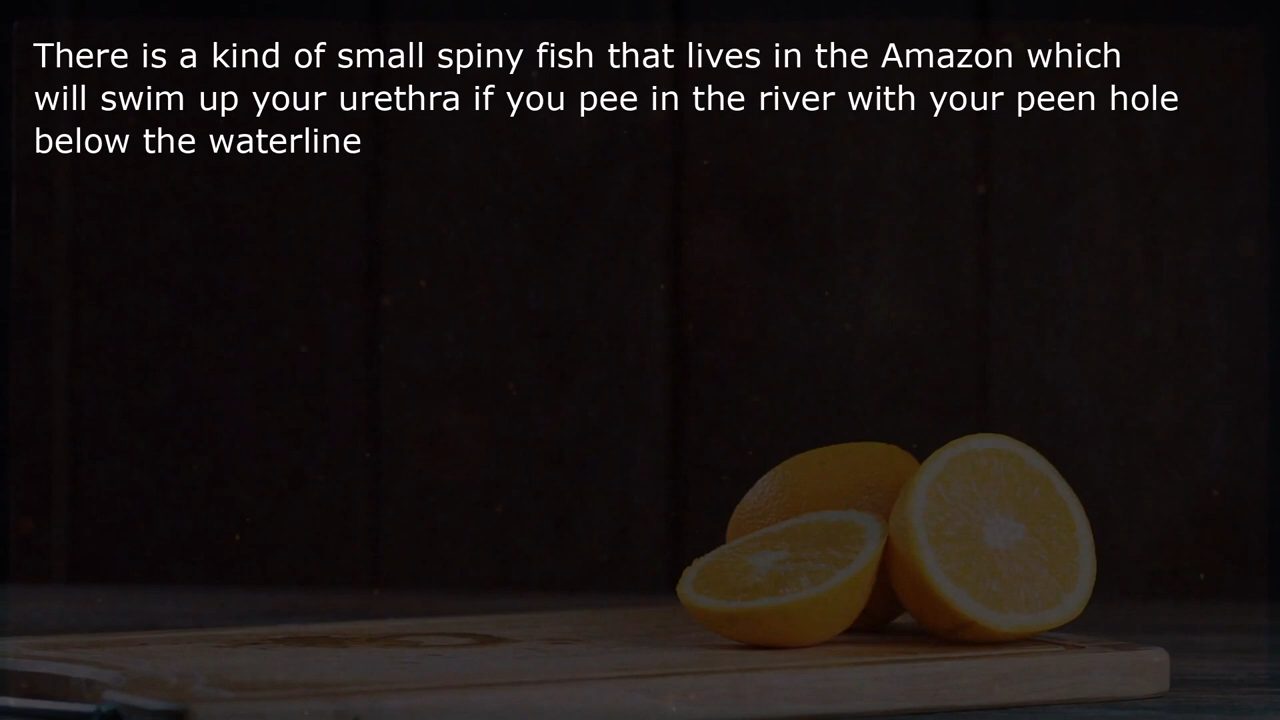 There is a kind of small spiny fish that lives in the Amazon which
will swim up your urethra if you pee in the river with your peen hole
below the waterline